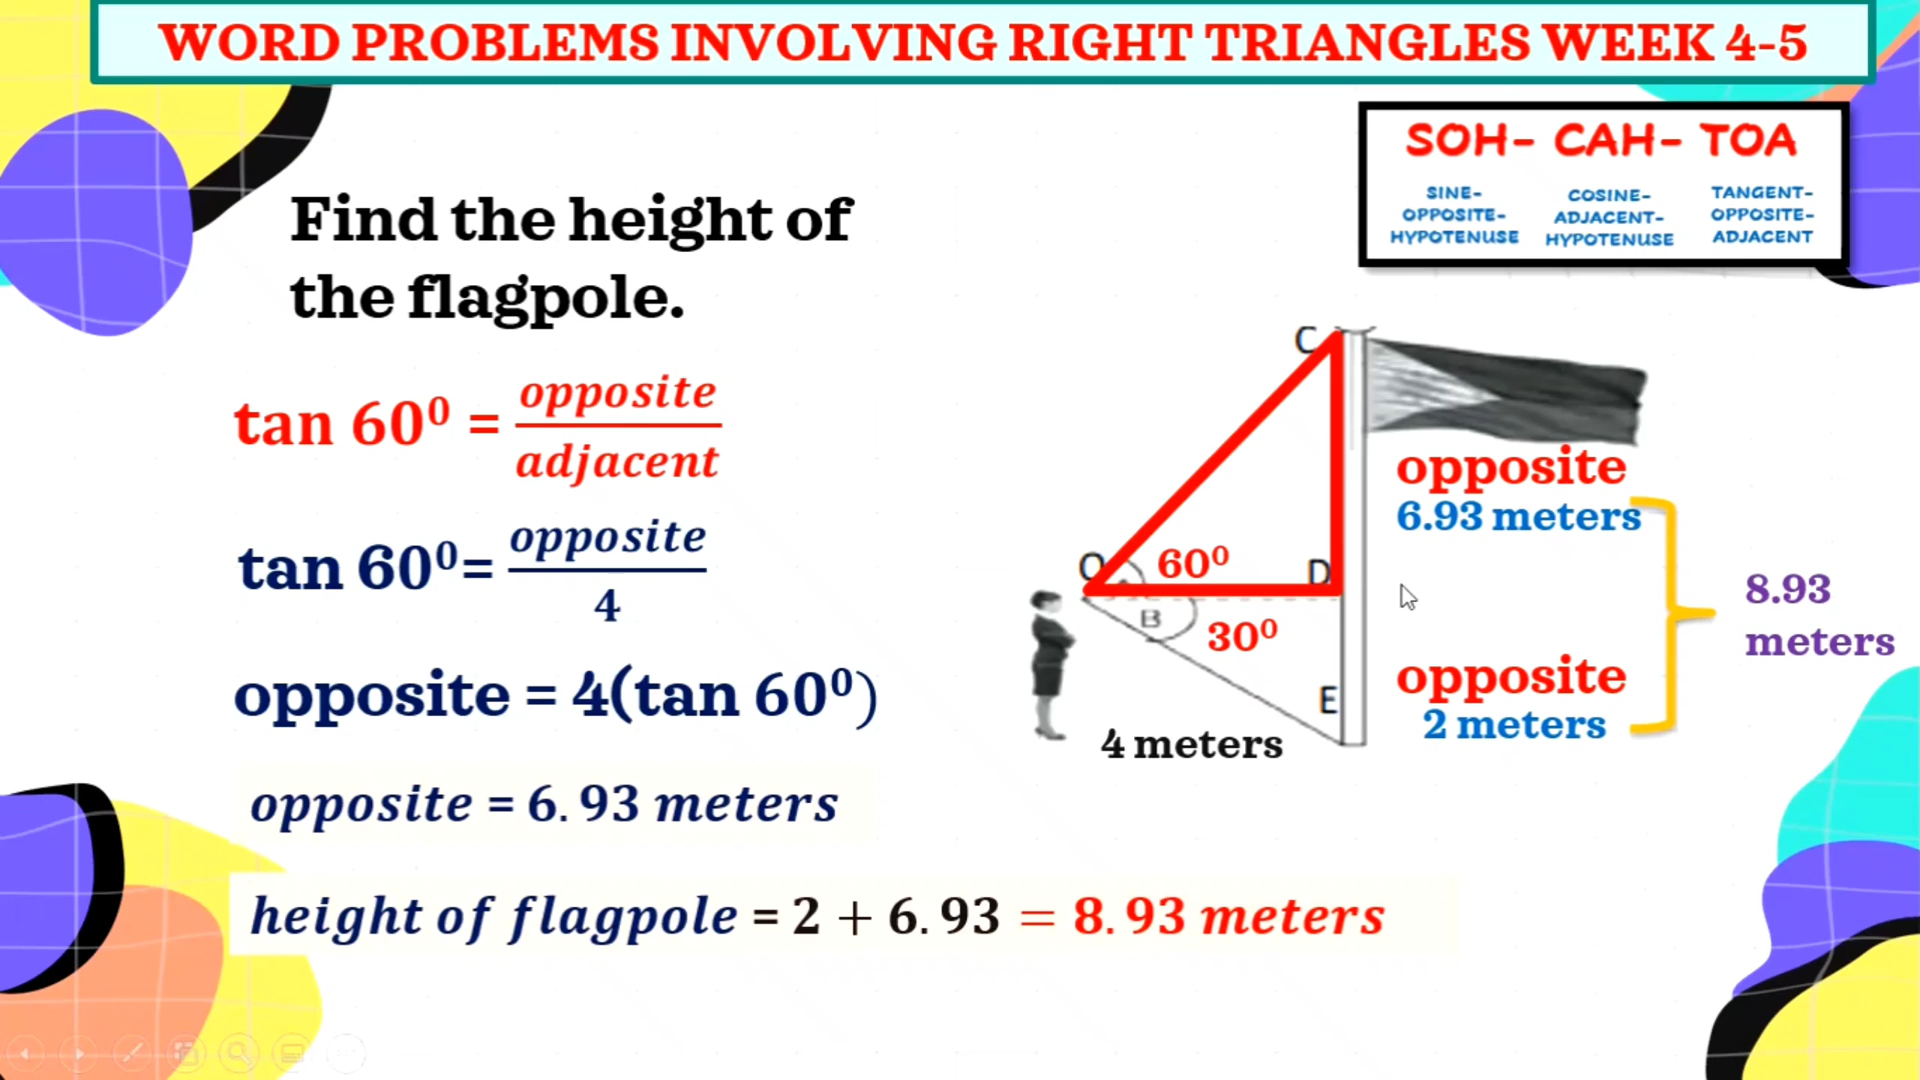 WORD PROBLEMS INVOLVING RIGHT TRIANGLES WEEK 4-5
SOH- CAH- TOA
SINE-
OPPOSITE-
HYPOTENUSE
COSINE-
ADJACENT-
HYPOTENUSE
TANGENT-
OPPOSITE-
ADJACENT
Find the height of
the flagpole.
tan 60⁰ = opposite
adjacent
tan 60⁰= opposite
4
opposite = 4(tan 60⁰)
opposite = 6.93 meters
height of flagpole = 2 + 6.93 = 8.93 meters
C
O
60⁰
D
B
30⁰
E
4 meters
opposite
6.93 meters
opposite
2 meters
8.93
meters